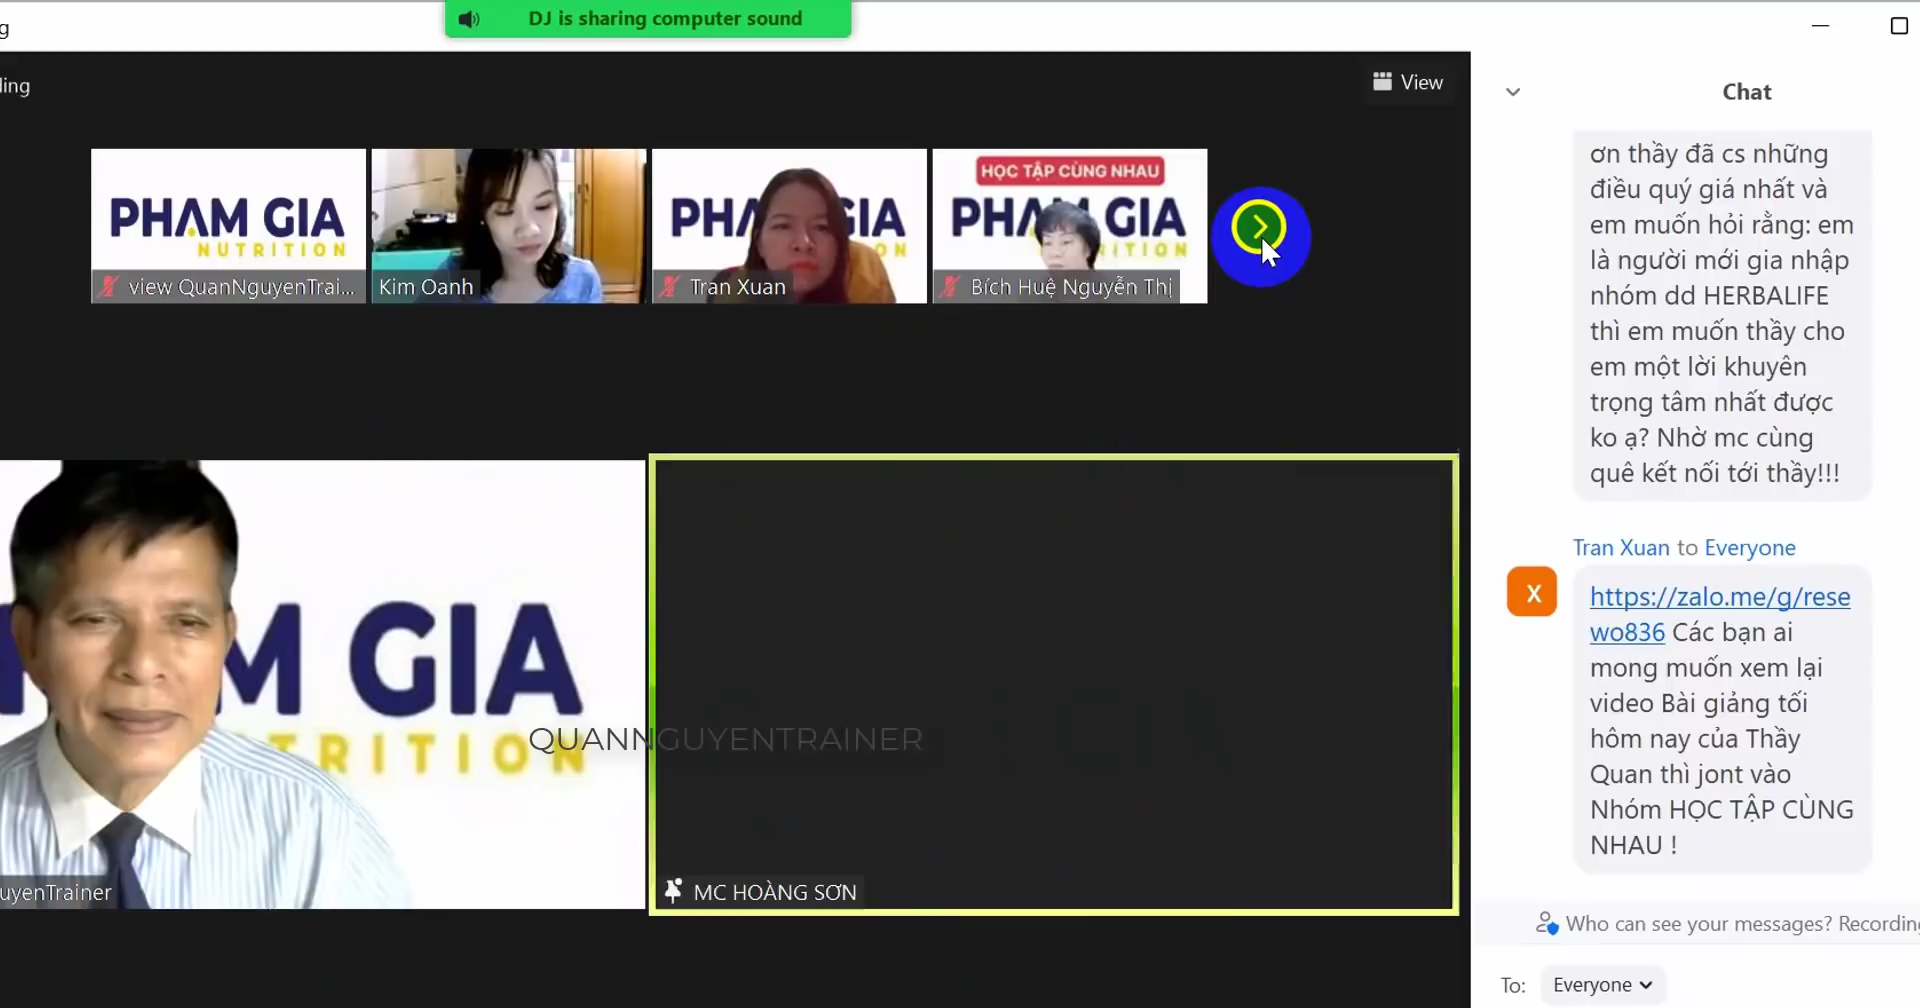 g
DJ is sharing computer sound
ding
View
Chat
PHẠM GIA
NUTRITION
view QuanNguyenTrai...
Kim Oanh
Tran Xuan
HỌC TẬP CÙNG NHAU
PHẠM GIA
Bích Huệ Nguyễn Thị
ơn thầy đã cs những
điều quý giá nhất và
em muốn hỏi rằng: em
là người mới gia nhập
nhóm dd HERBALIFE
thì em muốn thầy cho
em một lời khuyên
trọng tâm nhất được
ko ạ? Nhờ mc cùng
quê kết nối tới thầy!!!
Tran Xuan to Everyone
X
https://zalo.me/g/rese
wo836 Các bạn ai
mong muốn xem lại
video Bài giảng tối
hôm nay của Thầy
Quan thì jont vào
Nhóm HỌC TẬP CÙNG
NHAU !
M GIA
TRITION
QUANNGUYENTRAINER
uyenTrainer
MC HOÀNG SƠN
Who can see your messages? Recording
To: Everyone